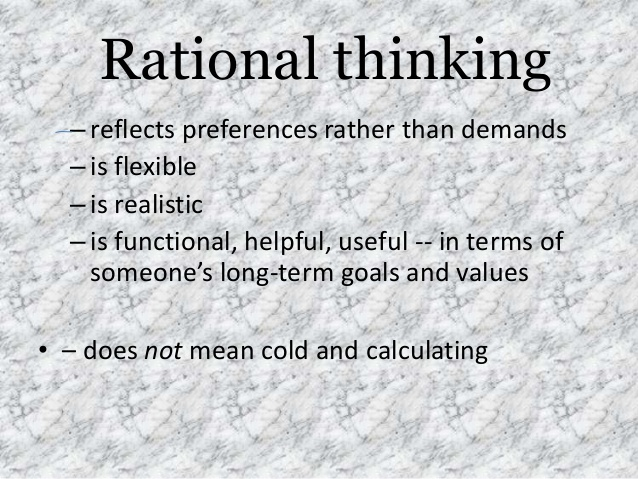 Rational thinking
– reflects preferences rather than demands
– is flexible
– is realistic
– is functional, helpful, useful -- in terms of
someone’s long-term goals and values
• – does not mean cold and calculating